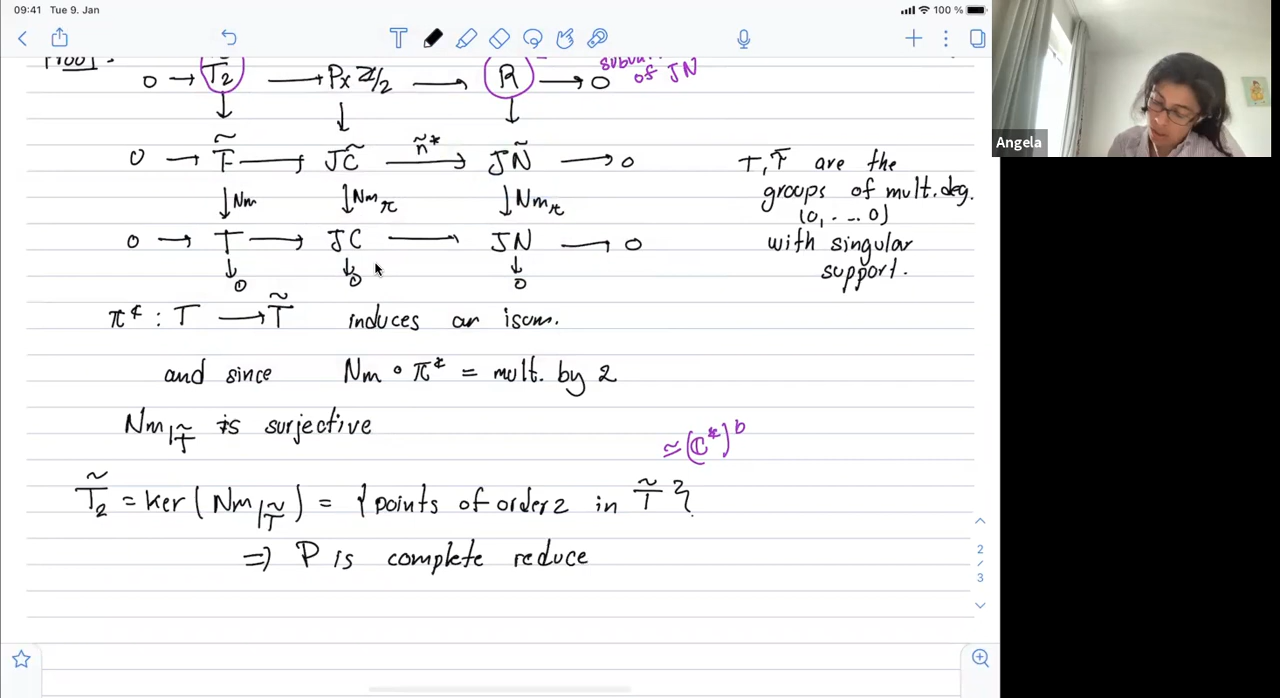 09:41 Tue 9. Jan
100 %
Proof.
0 → T̃₂ → P x ℤ/2 → R → 0
of JN
0 → T̃ → JC̃ —ñ*→ JÑ → 0
↓Nm ↓Nm_π ↓Nm_π
0 → T → JC → JN → 0
↓ 0 ↓ 0 ↓ 0
T, T̃ are the
groups of mult. deg.
(0, ... 0)
with singular
support.
π* : T → T̃ induces an isom.
and since Nm ∘ π* = mult. by 2
Nm|T̃ is surjective
≃ (ℂ*)ᵇ
T̃₂ = ker(Nm|T̃) = {points of order 2 in T̃}
⇒ P is complete reduce
2
/
3
Angela